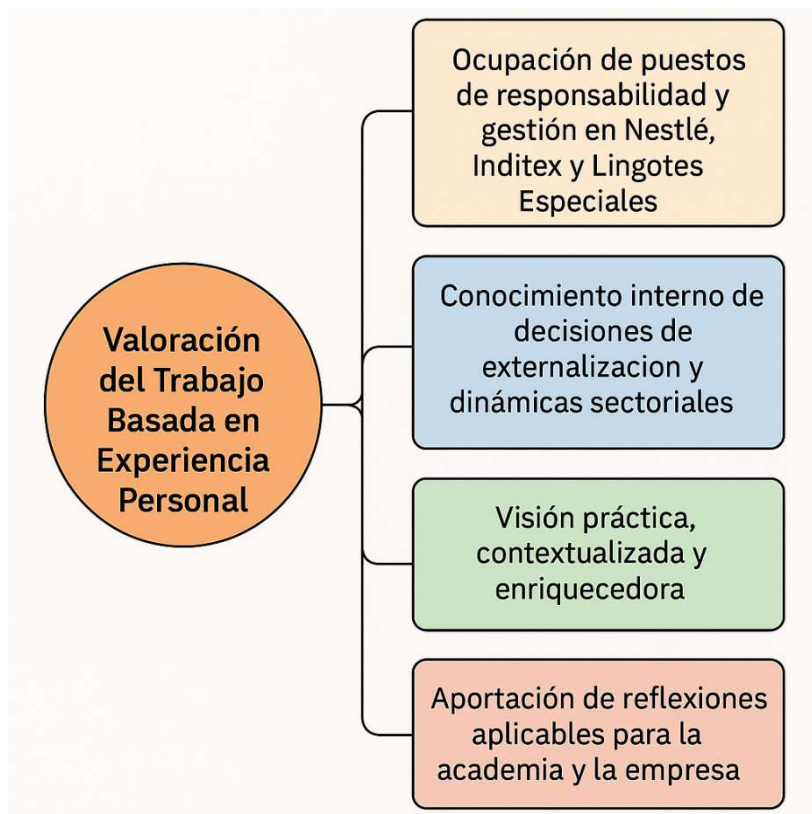 Valoración
del Trabajo
Basada en
Experiencia
Personal
Ocupación de puestos
de responsabilidad y
gestión en Nestlé,
Inditex y Lingotes
Especiales
Conocimiento interno de
decisiones de
externalizacion y
dinámicas sectoriales
Visión práctica,
contextualizada y
enriquecedora
Aportación de reflexiones
aplicables para la
academia y la empresa